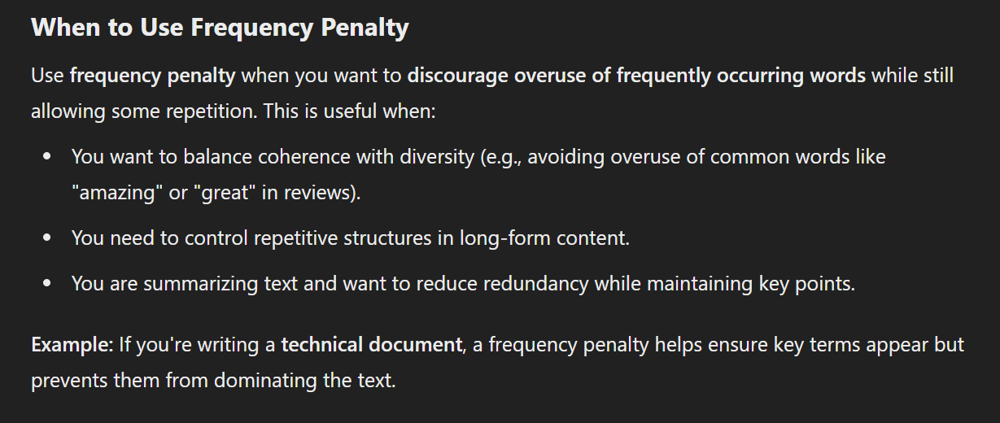 When to Use Frequency Penalty
Use frequency penalty when you want to discourage overuse of frequently occurring words while still
allowing some repetition. This is useful when:
• You want to balance coherence with diversity (e.g., avoiding overuse of common words like
"amazing" or "great" in reviews).
• You need to control repetitive structures in long-form content.
• You are summarizing text and want to reduce redundancy while maintaining key points.
Example: If you're writing a technical document, a frequency penalty helps ensure key terms appear but
prevents them from dominating the text.